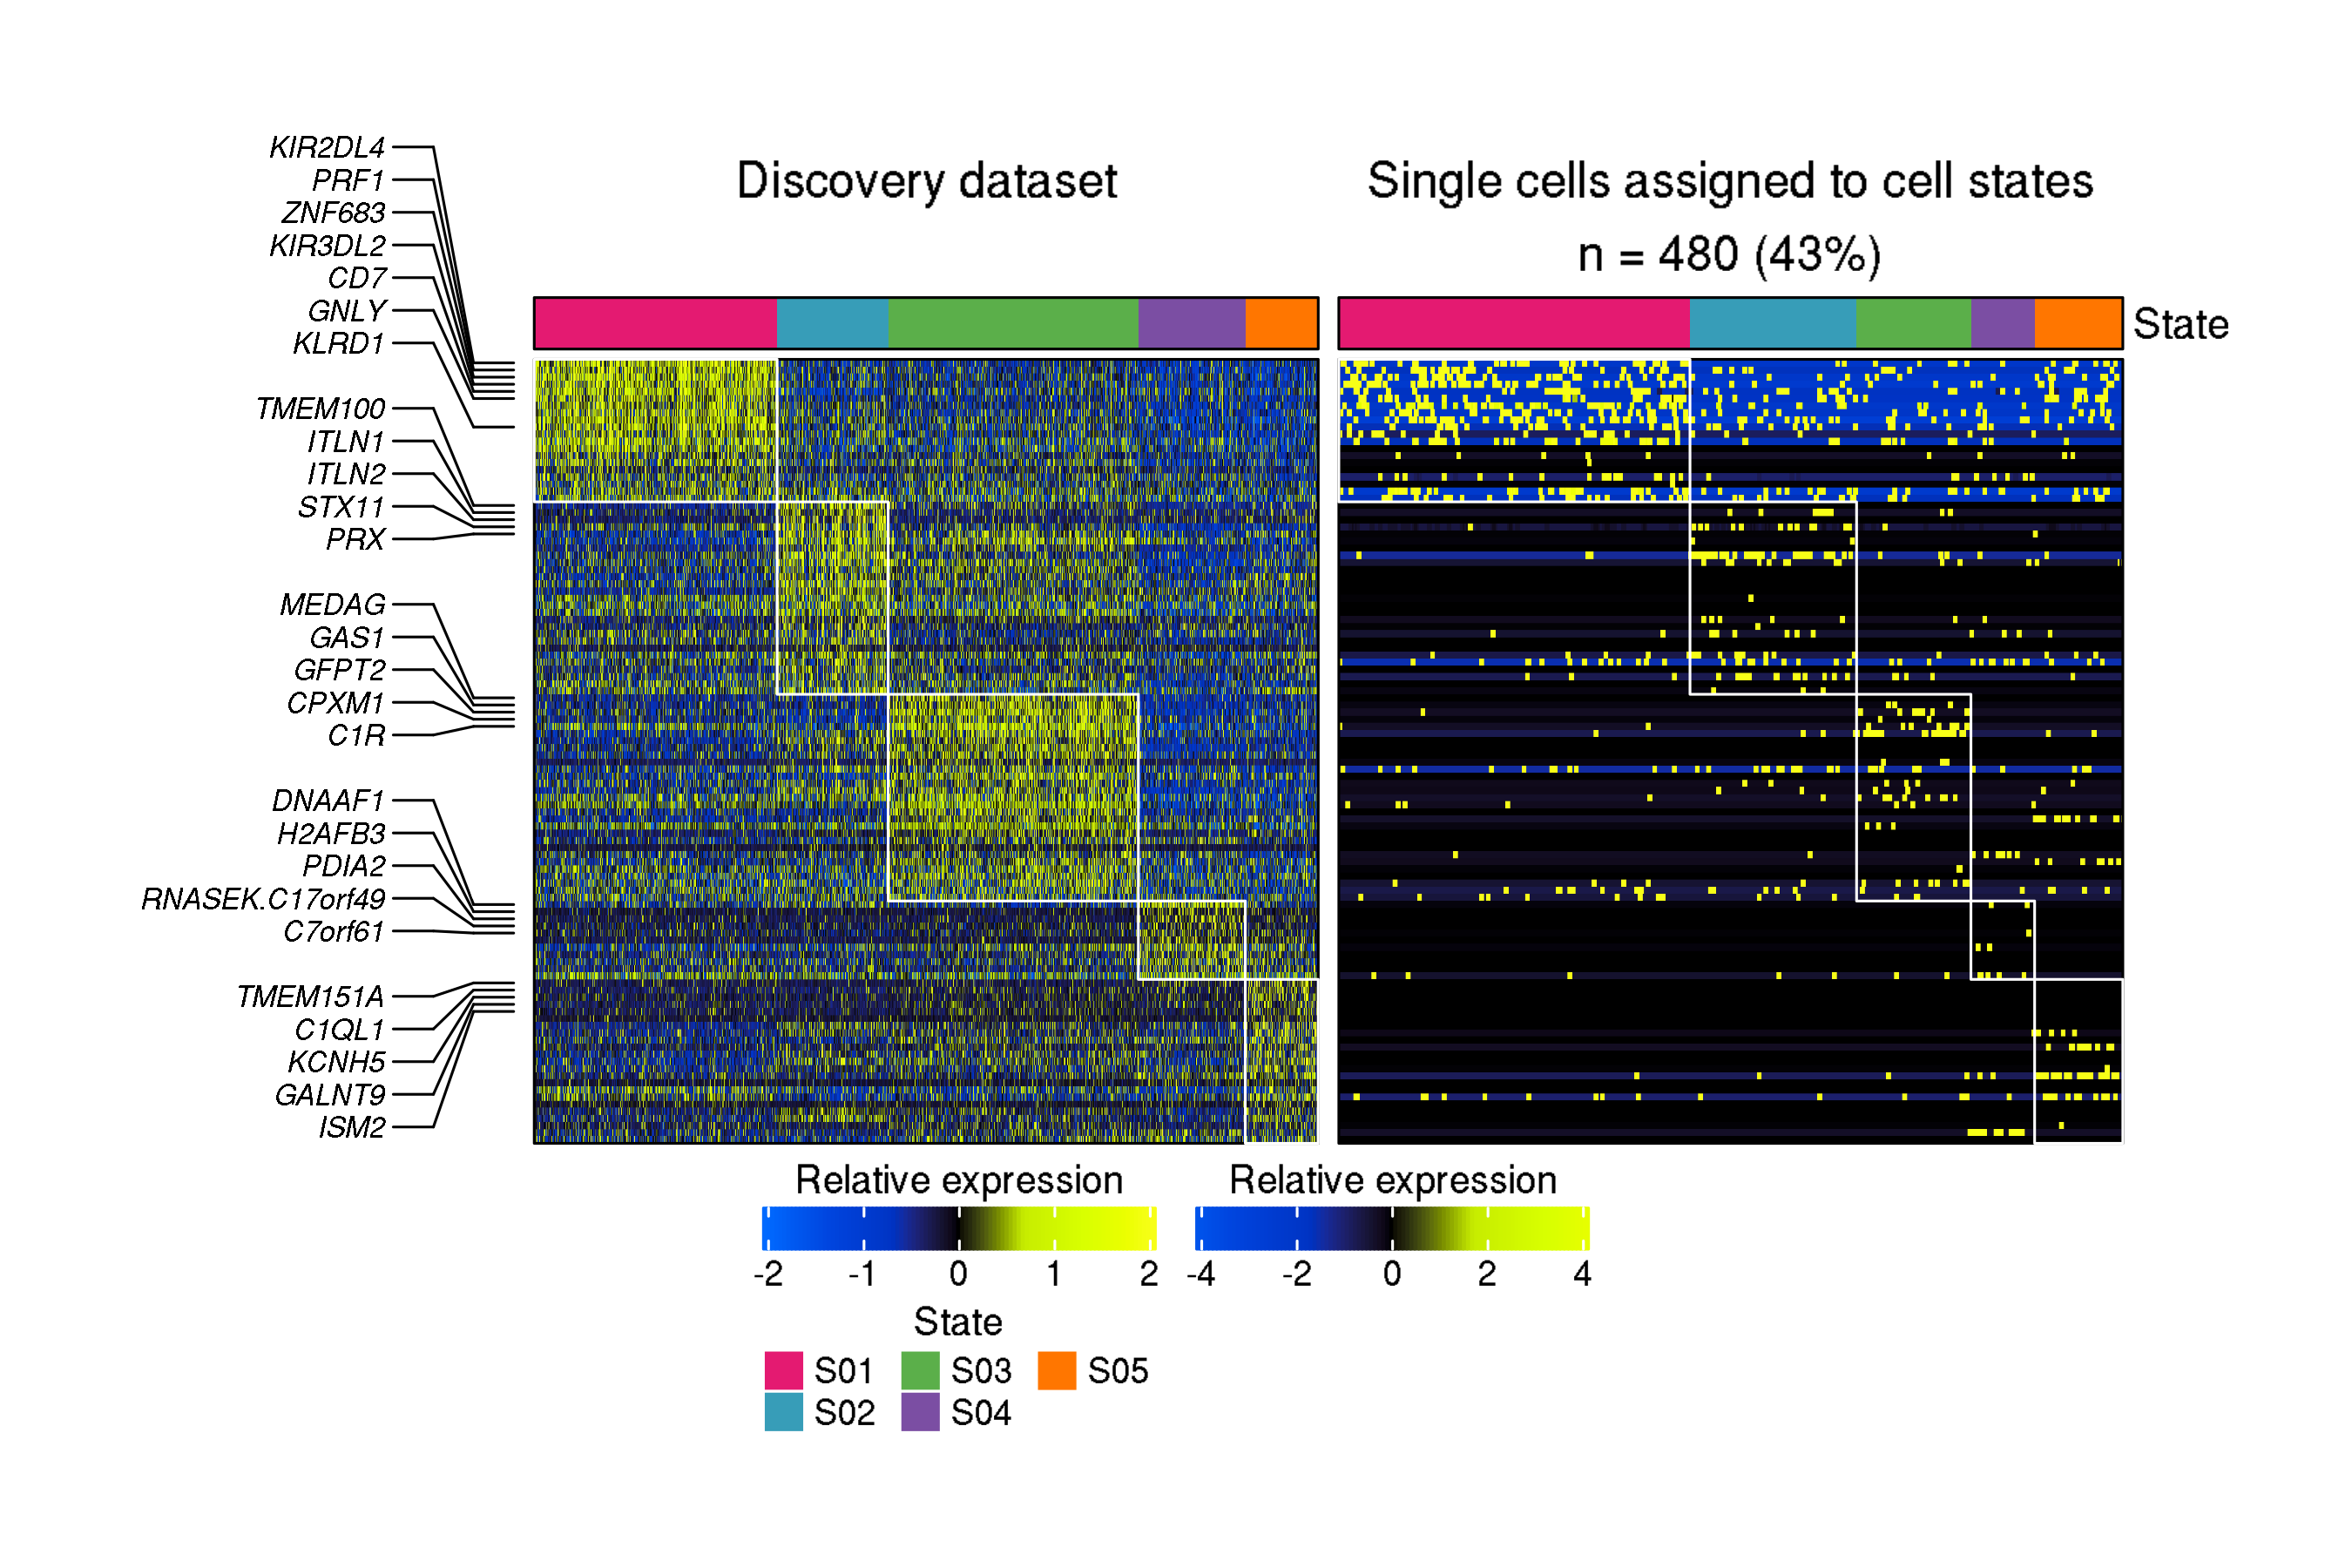 KIR2DL4
PRF1
ZNF683
KIR3DL2
CD7
GNLY
KLRD1
TMEM100
ITLN1
ITLN2
STX11
PRX
MEDAG
GAS1
GFPT2
CPXM1
C1R
DNAAF1
H2AFB3
PDIA2
RNASEK.C17orf49
C7orf61
TMEM151A
C1QL1
KCNH5
GALNT9
ISM2
Discovery dataset
Single cells assigned to cell states
n = 480 (43%)
State
Relative expression
-2 -1 0 1 2
Relative expression
-4 -2 0 2 4
State
S01 S03 S05
S02 S04